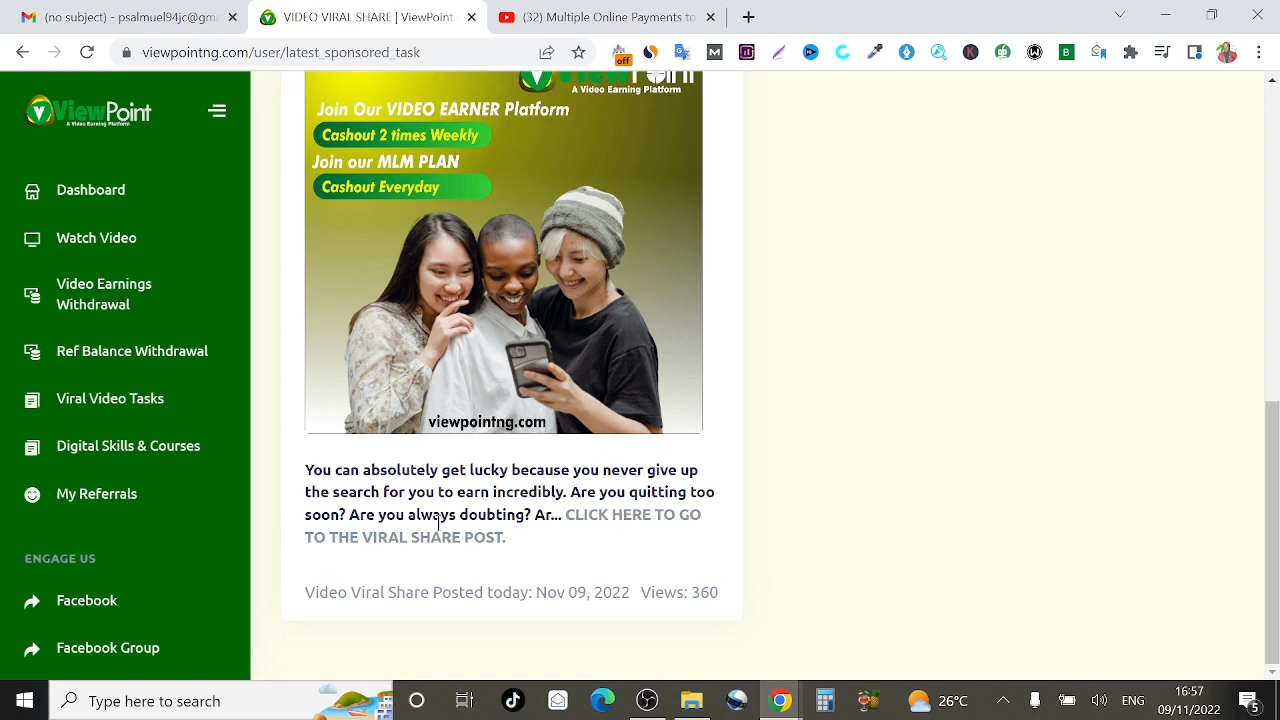 (no subject) - psalmuel94jc@gm
ViewPoint
(32) Multiple Online Payments to
viewpointng.com/user/latest_sponsored_task
off
ViewPoint
A Video Earning Platform
Dashboard
Watch Video
Video Earnings
Withdrawal
Ref Balance Withdrawal
Viral Video Tasks
Digital Skills & Courses
My Referrals
ENGAGE US
Facebook
Facebook Group
ViewPoint
A Video Earning Platform
Join Our VIDEO EARNER Platform
Cashout 2 times Weekly
Join our MLM PLAN
Cashout Everyday
viewpointng.com
You can absolutely get lucky because you never give up
the search for you to earn incredibly. Are you quitting too
soon? Are you always doubting? Ar... CLICK HERE TO GO
TO THE VIRAL SHARE POST.
Video Viral Share Posted today: Nov 09, 2022 Views: 360
Type here to search
26°C
ENG
16:57
09/11/2022
5